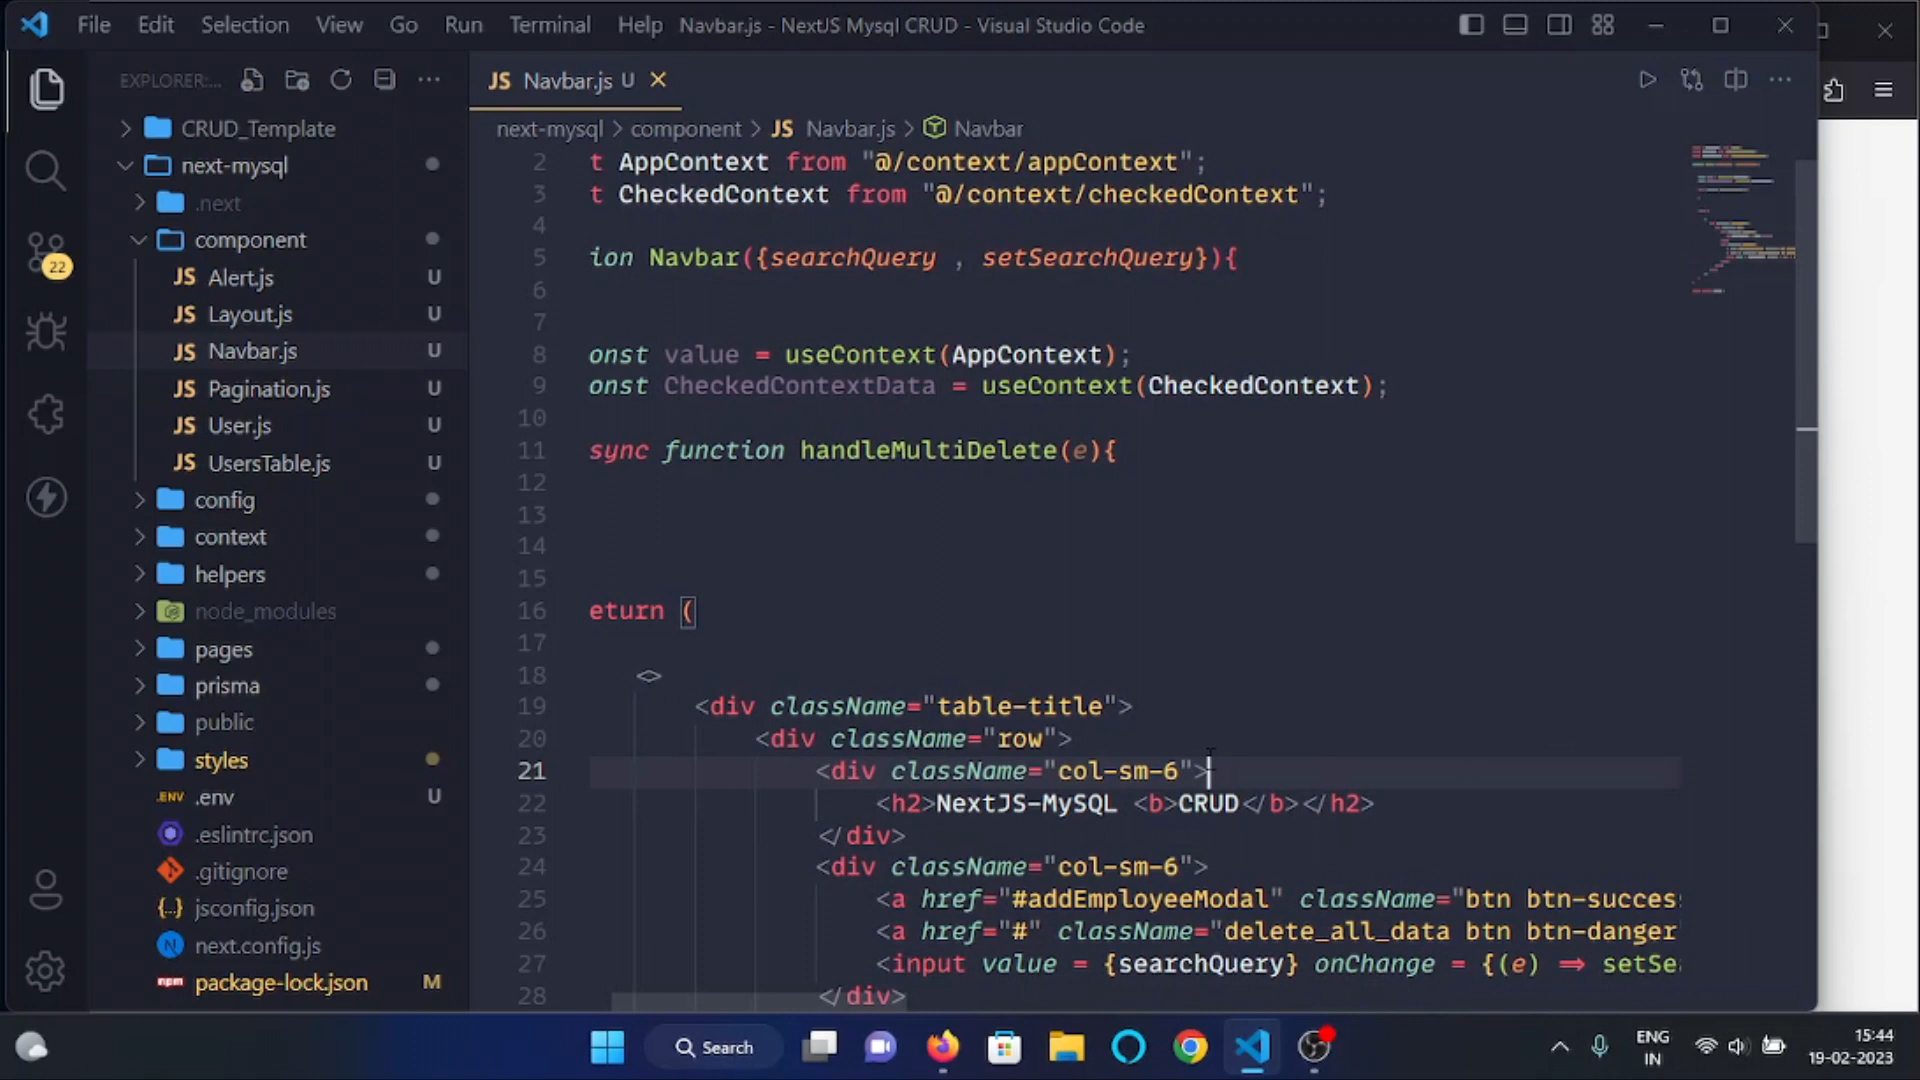 File Edit Selection View Go Run Terminal Help Navbar.js - NextJS Mysql CRUD - Visual Studio Code
EXPLORER:...
JS Navbar.js U
CRUD_Template
next-mysql
.next
component
JS Alert.js U
JS Layout.js U
JS Navbar.js U
JS Pagination.js U
JS User.js U
JS UsersTable.js U
config
context
helpers
node_modules
pages
prisma
public
styles
.ENV .env U
.eslintrc.json
.gitignore
{..} jsconfig.json
N next.config.js
npm package-lock.json M
22
next-mysql > component > JS Navbar.js > Navbar
2 t AppContext from "@/context/appContext";
3 t CheckedContext from "@/context/checkedContext";
4
5 ion Navbar({searchQuery , setSearchQuery}){
6
7
8 onst value = useContext(AppContext);
9 onst CheckedContextData = useContext(CheckedContext);
10
11 sync function handleMultiDelete(e){
12
13
14
15
16 eturn (
17
18 <>
19 <div className="table-title">
20 <div className="row">
21 <div className="col-sm-6">
22 <h2>NextJS-MySQL <b>CRUD</b></h2>
23 </div>
24 <div className="col-sm-6">
25 <a href="#addEmployeeModal" className="btn btn-succes
26 <a href="#" className="delete_all_data btn btn-danger
27 <input value = {searchQuery} onChange = {(e) => setSe
28 </div>
Search
ENG
IN
15:44
19-02-2023